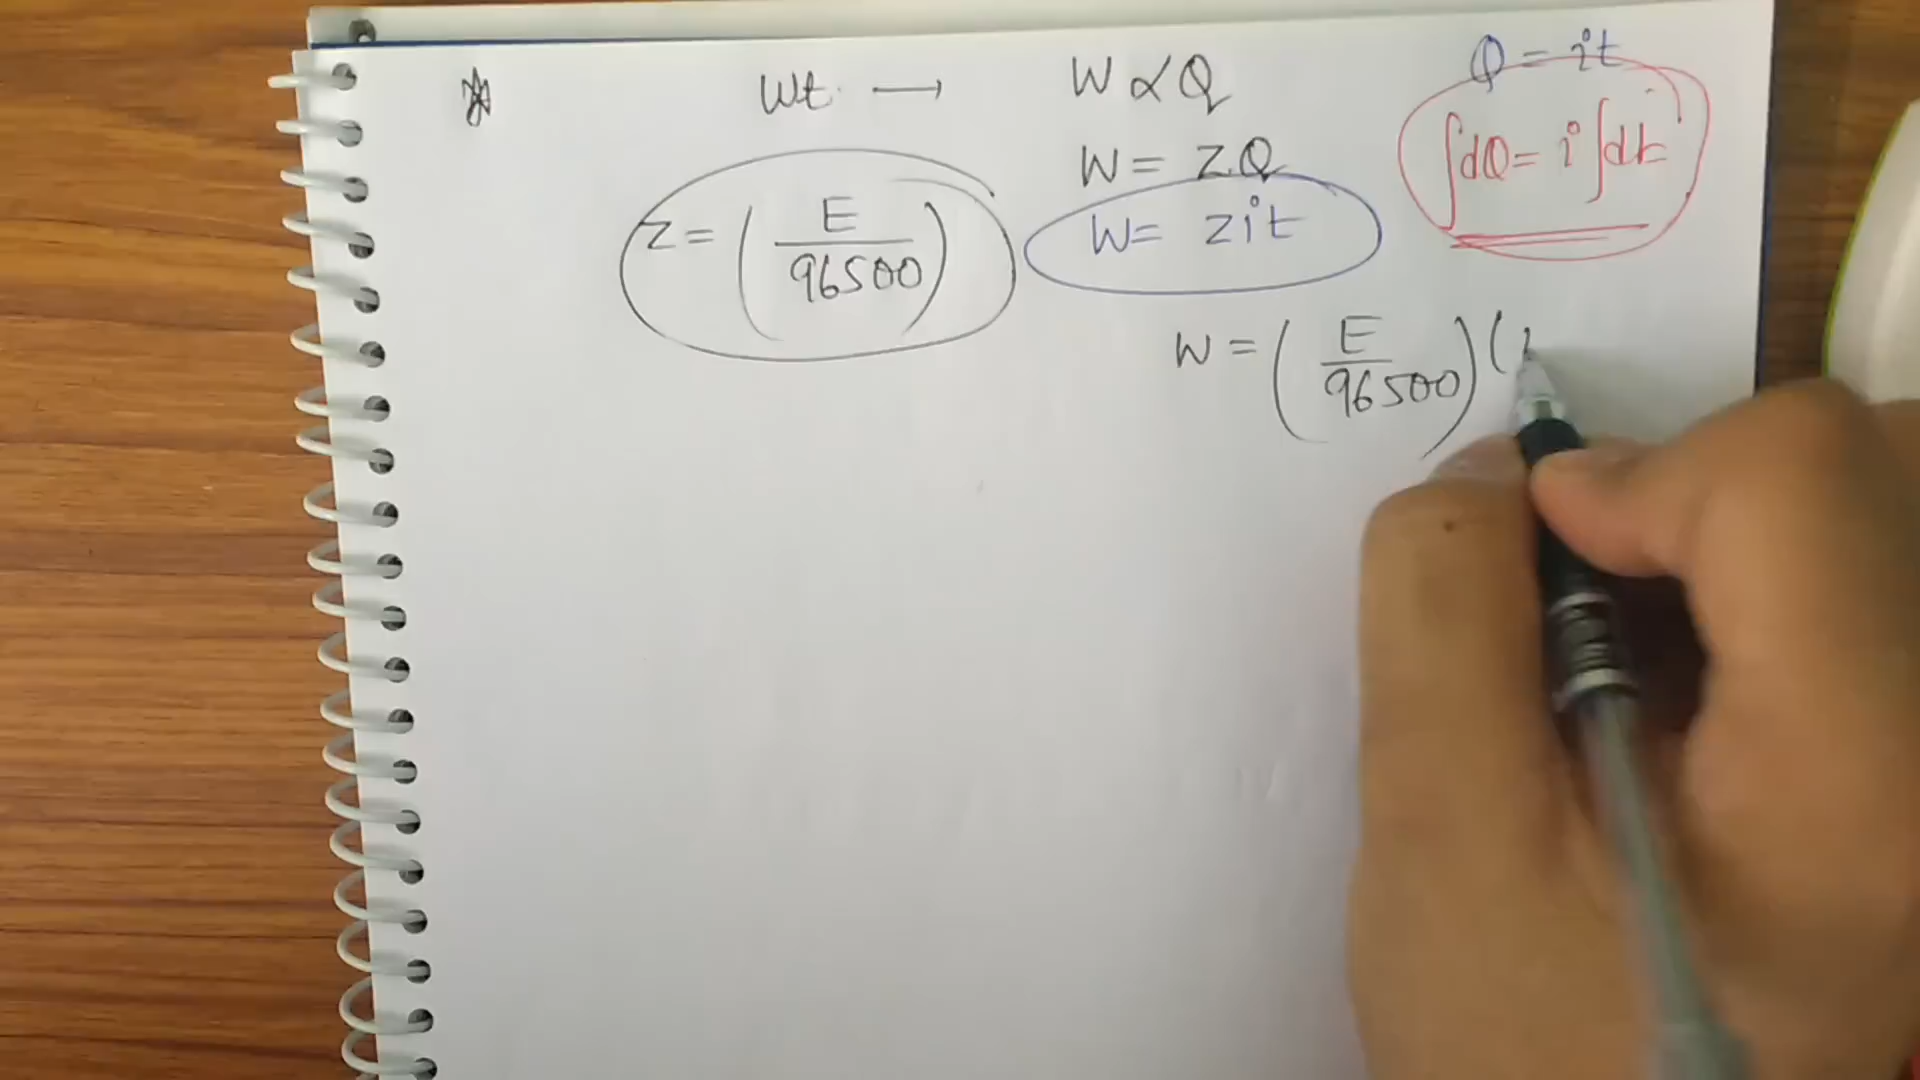 Wt. → W ∝ Q
Q = it
W = ZQ
∫dQ = i ∫dt
Z = (E/96500)
W = Zit
W = (E/96500) (